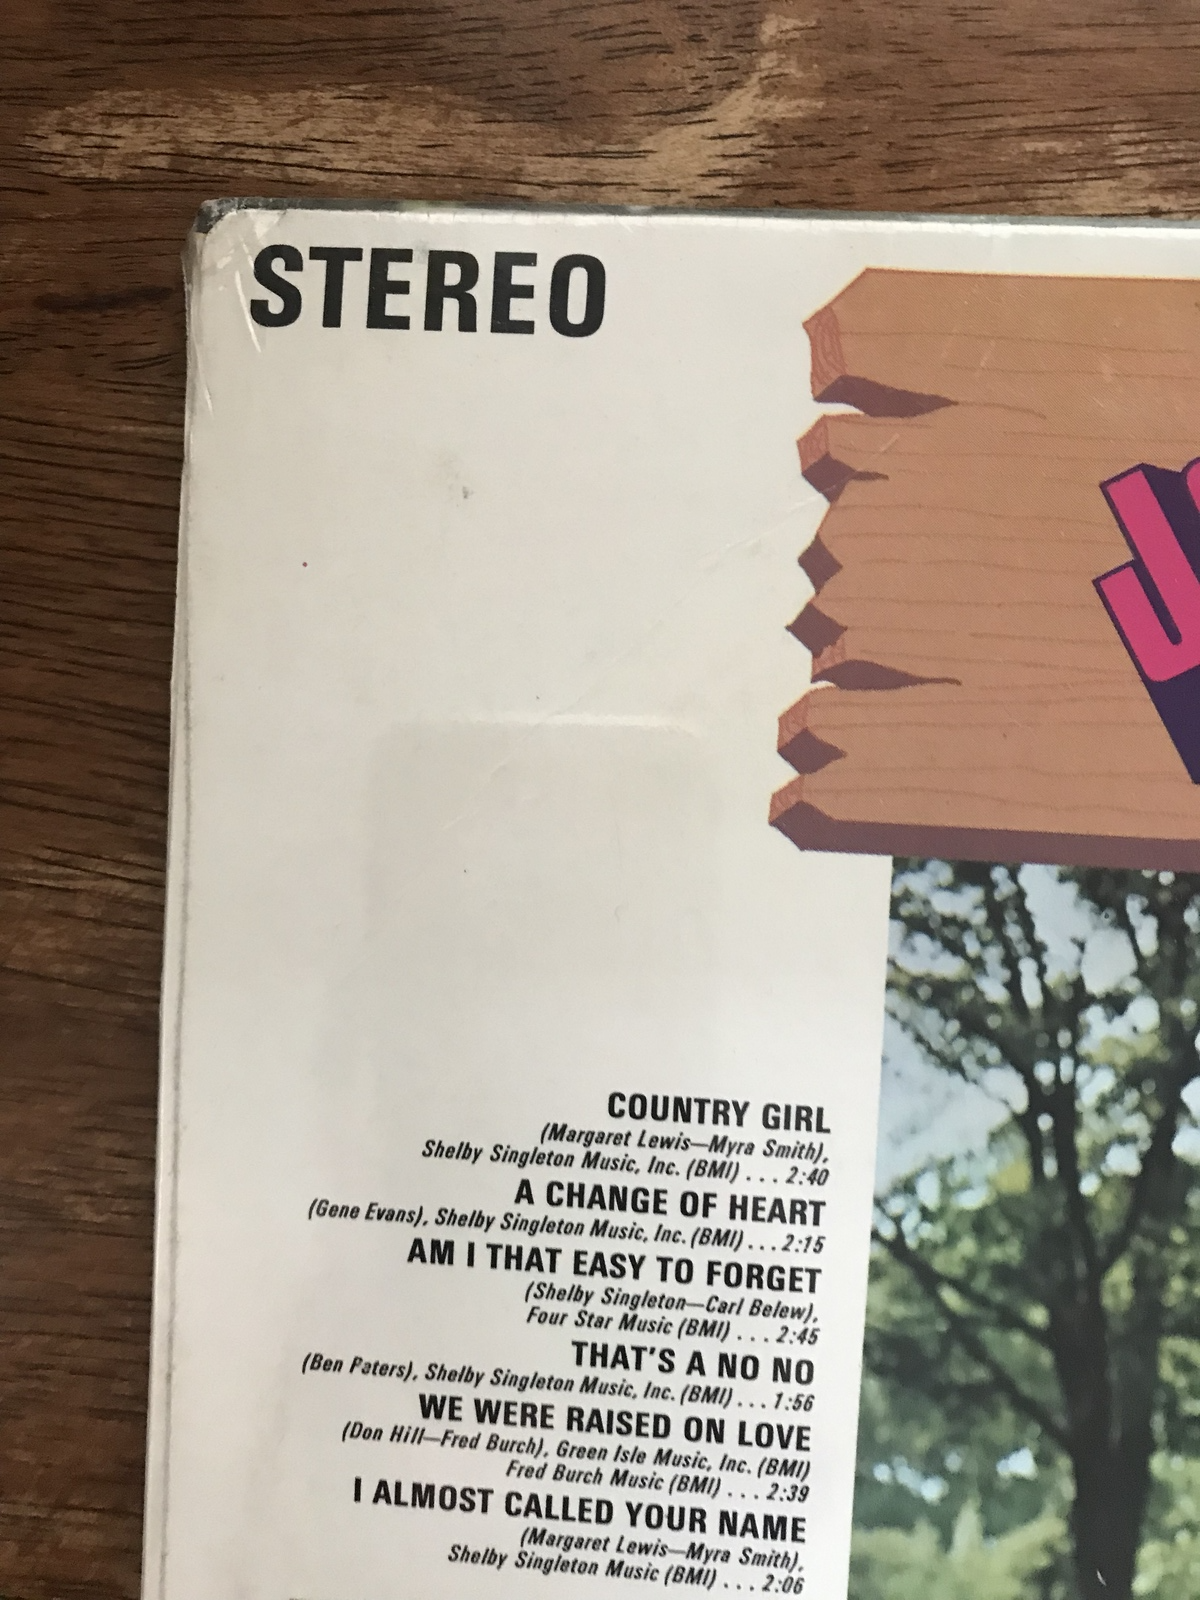 STEREO
COUNTRY GIRL
(Margaret Lewis—Myra Smith),
Shelby Singleton Music, Inc. (BMI) . . . 2:40
A CHANGE OF HEART
(Gene Evans), Shelby Singleton Music, Inc. (BMI) . . . 2:15
AM I THAT EASY TO FORGET
(Shelby Singleton—Carl Belew),
Four Star Music (BMI) . . . 2:45
THAT'S A NO NO
(Ben Paters), Shelby Singleton Music, Inc. (BMI) . . . 1:56
WE WERE RAISED ON LOVE
(Don Hill—Fred Burch), Green Isle Music, Inc. (BMI)
Fred Burch Music (BMI) . . . 2:39
I ALMOST CALLED YOUR NAME
(Margaret Lewis—Myra Smith),
Shelby Singleton Music (BMI) . . . 2:06